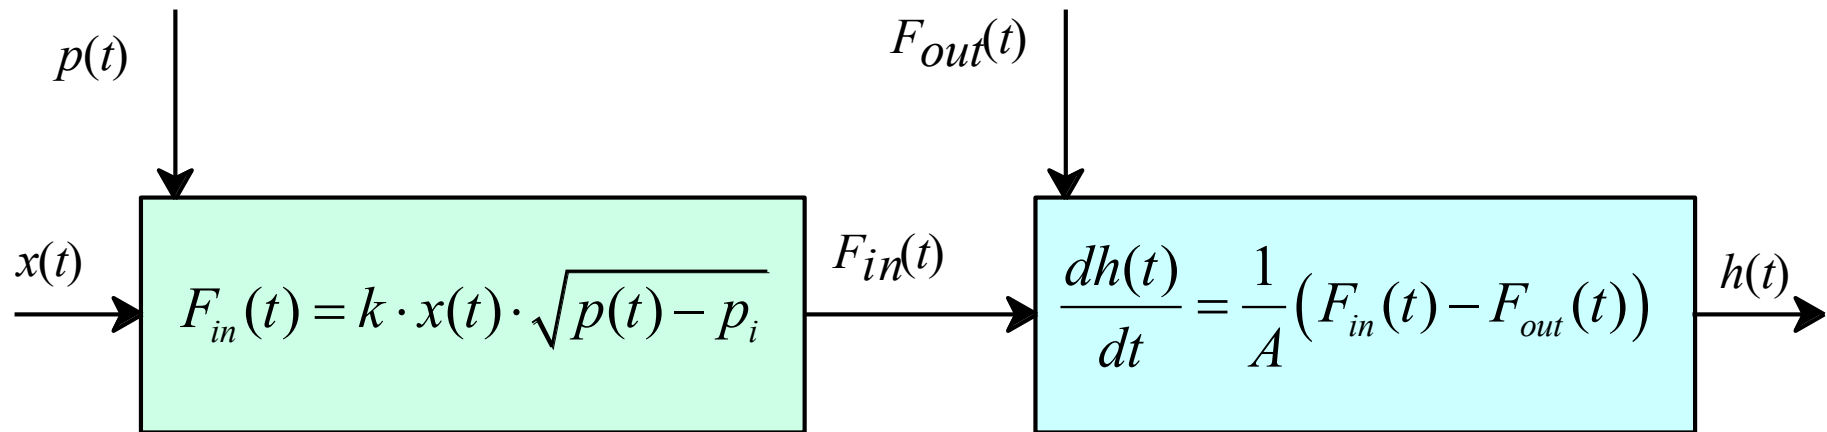 p(t)
F_out(t)
x(t)
F_in(t) = k · x(t) · √(p(t) − p_i)
F_in(t)
dh(t)/dt = 1/A (F_in(t) − F_out(t))
h(t)